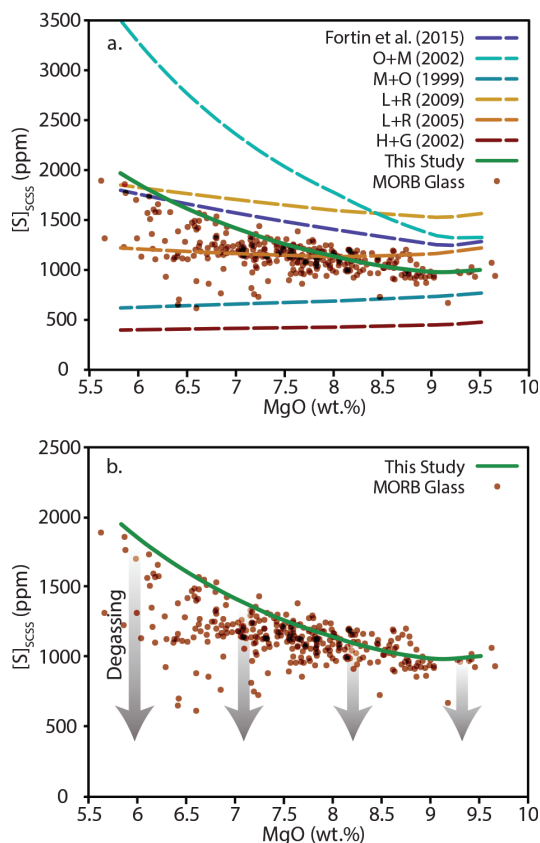 3500
3000
2500
2000
1500
1000
500
0
[S]SCSS (ppm)
a.
Fortin et al. (2015)
O+M (2002)
M+O (1999)
L+R (2009)
L+R (2005)
H+G (2002)
This Study
MORB Glass
5.5 6 6.5 7 7.5 8 8.5 9 9.5 10
MgO (wt.%)
2500
2000
1500
1000
500
0
[S]SCSS (ppm)
b.
This Study
MORB Glass
Degassing
5.5 6 6.5 7 7.5 8 8.5 9 9.5 10
MgO (wt.%)